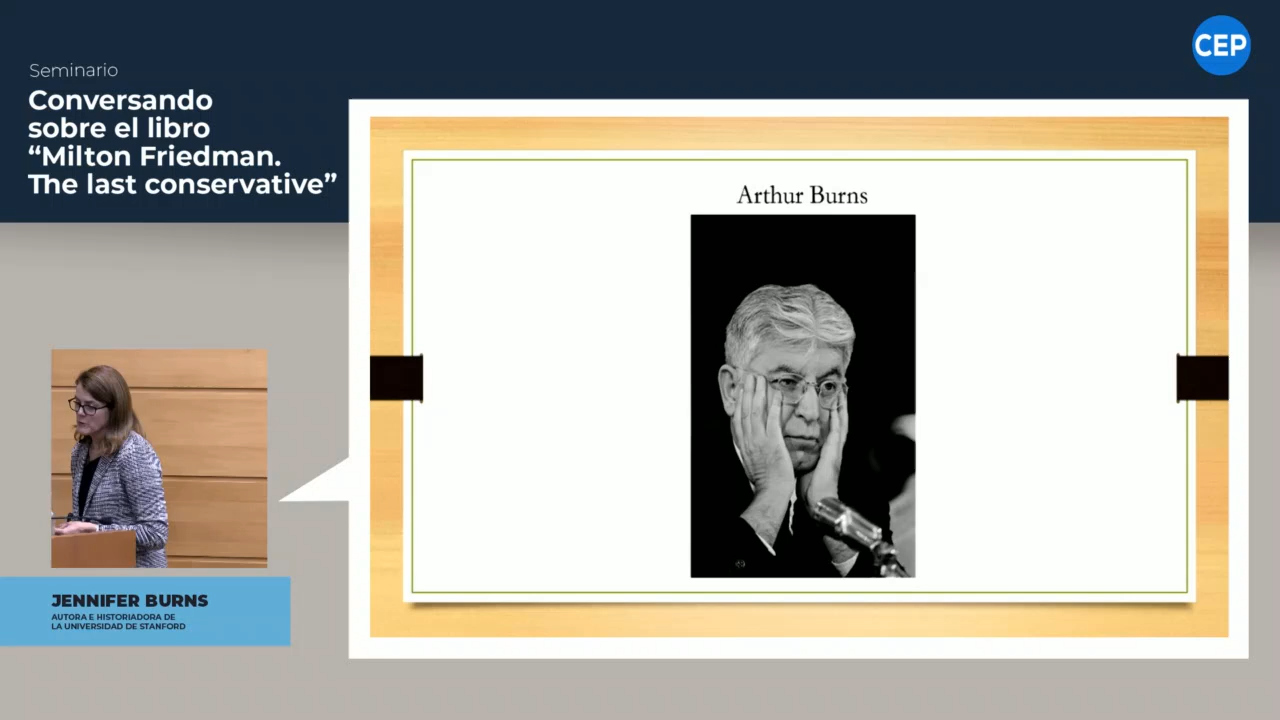 CEP
Seminario
Conversando
sobre el libro
“Milton Friedman.
The last conservative”
Arthur Burns
JENNIFER BURNS
AUTORA E HISTORIADORA DE
LA UNIVERSIDAD DE STANFORD